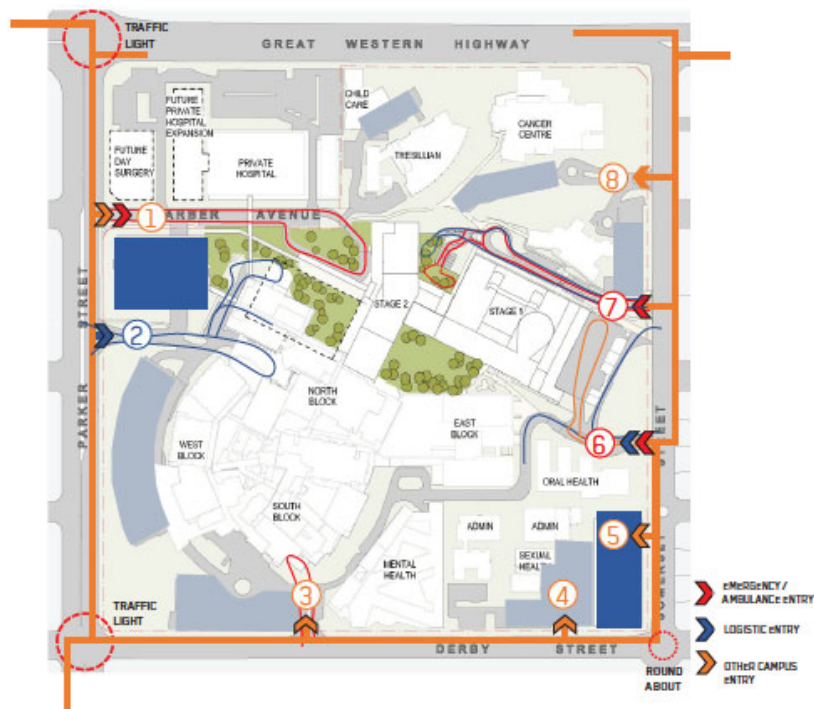 TRAFFIC
LIGHT
GREAT WESTERN HIGHWAY
FUTURE
PRIVATE
HOSPITAL
EXPANSION
CHILD
CARE
CANCER
CENTRE
TRESILLIAN
FUTURE
DAY
SURGERY
PRIVATE
HOSPITAL
8
1
ARBER AVENUE
STAGE 2
STAGE 1
7
PARKER STREET
2
NORTH
BLOCK
EAST
BLOCK
WEST
BLOCK
6
STREET
ORAL HEALTH
SOUTH
BLOCK
ADMIN
ADMIN
5
MENTAL
HEALTH
SEXUAL
HEAL
3
4
SOMERSET
EMERGENCY /
AMBULANCE ENTRY
LOGISTIC ENTRY
OTHER CAMPUS
ENTRY
TRAFFIC
LIGHT
DERBY STREET
ROUND
ABOUT